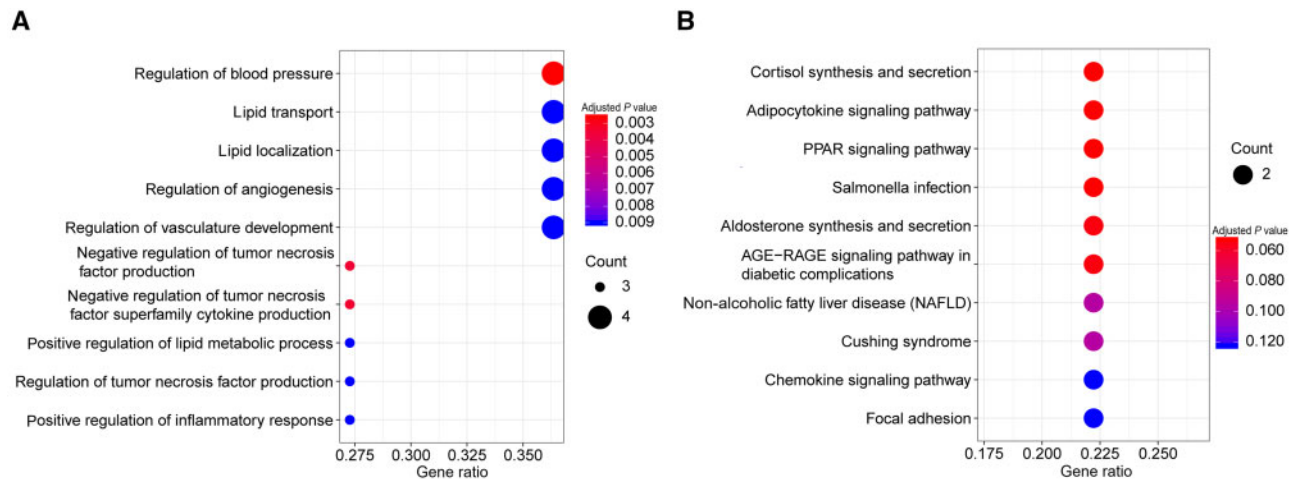 A
Regulation of blood pressure
Lipid transport
Lipid localization
Regulation of angiogenesis
Regulation of vasculature development
Negative regulation of tumor necrosis
factor production
Negative regulation of tumor necrosis
factor superfamily cytokine production
Positive regulation of lipid metabolic process
Regulation of tumor necrosis factor production
Positive regulation of inflammatory response
0.275 0.300 0.325 0.350
Gene ratio
Adjusted P value
0.003
0.004
0.005
0.006
0.007
0.008
0.009
Count
3
4
B
Cortisol synthesis and secretion
Adipocytokine signaling pathway
PPAR signaling pathway
Salmonella infection
Aldosterone synthesis and secretion
AGE−RAGE signaling pathway in
diabetic complications
Non-alcoholic fatty liver disease (NAFLD)
Cushing syndrome
Chemokine signaling pathway
Focal adhesion
0.175 0.200 0.225 0.250
Gene ratio
Count
2
Adjusted P value
0.060
0.080
0.100
0.120